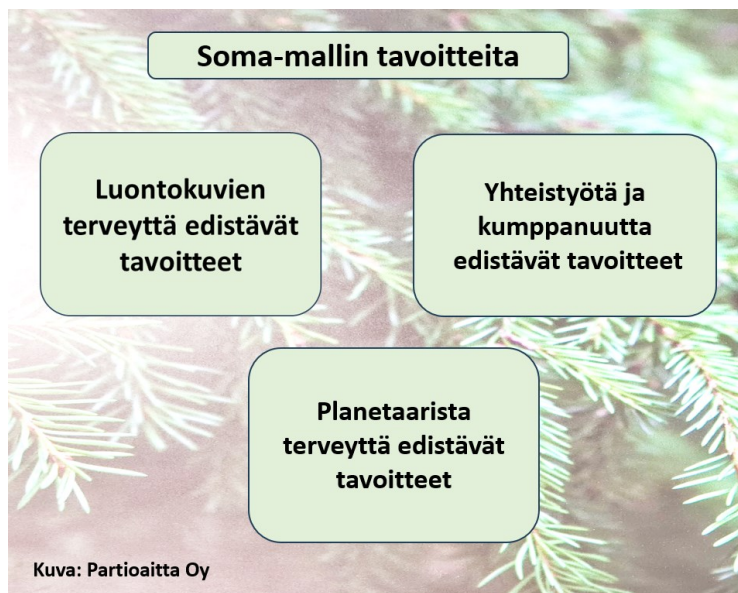 Soma-mallin tavoitteita
Luontokuvien
terveyttä edistävät
tavoitteet
Yhteistyötä ja
kumppanuutta
edistävät tavoitteet
Planetaarista
terveyttä edistävät
tavoitteet
Kuva: Partioaitta Oy